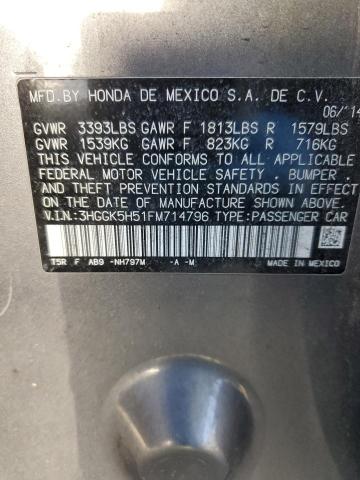 MFD.BY HONDA DE MEXICO S.A. DE C.V.
06/'14
GVWR 3393LBS GAWR F 1813LBS R 1579LBS
GVWR 1539KG GAWR F 823KG R 716KG
THIS VEHICLE CONFORMS TO ALL APPLICABLE
FEDERAL MOTOR VEHICLE SAFETY , BUMPER ,
AND THEFT PREVENTION STANDARDS IN EFFECT
ON THE DATE OF MANUFACTURE SHOWN ABOVE.
V.I.N:3HGGK5H51FM714796 TYPE:PASSENGER CAR
T5R F AB9 -NH797M -A -M
MADE IN MEXICO